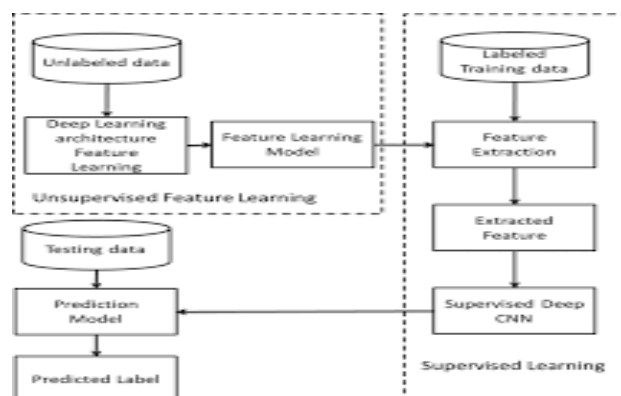 Unlabeled data
Deep Learning
architecture
Feature
Learning
Feature Learning
Model
Unsupervised Feature Learning
Labeled
Training data
Feature
Extraction
Extracted
Feature
Supervised Deep
CNN
Supervised Learning
Testing data
Prediction
Model
Predicted Label